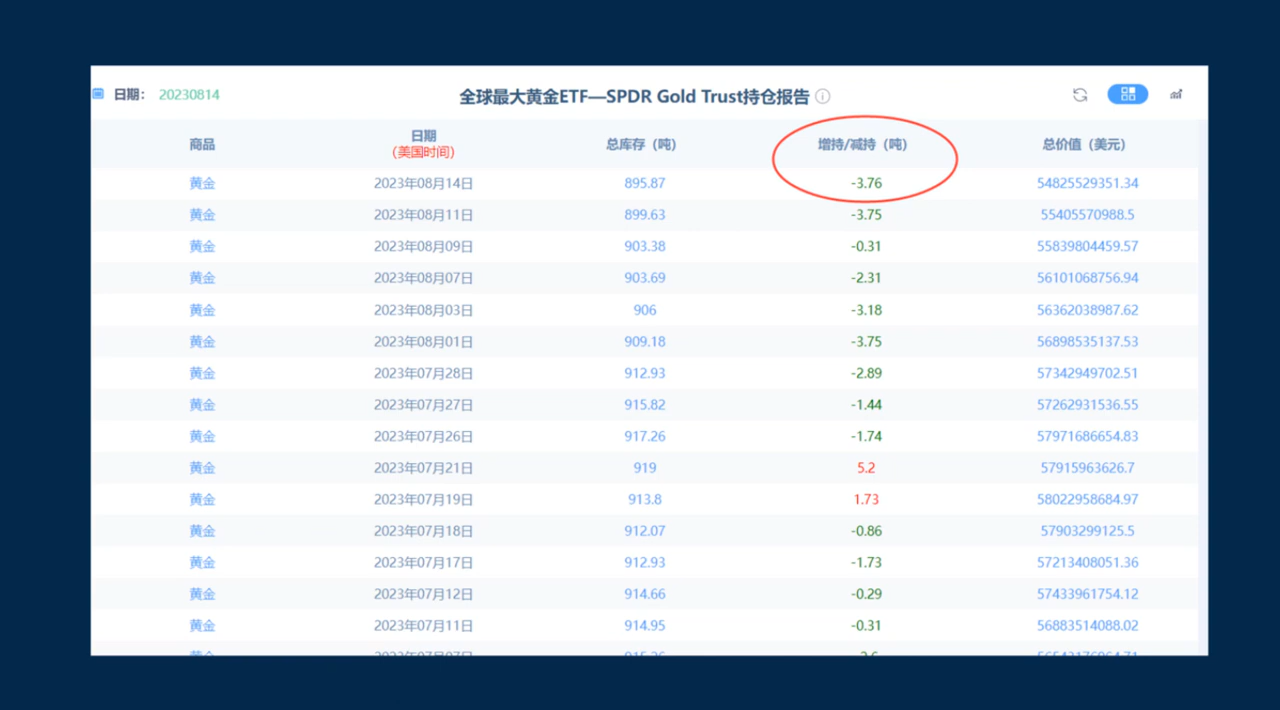 日期： 20230814
全球最大黄金ETF—SPDR Gold Trust持仓报告
商品 日期 总库存（吨） 增持/减持（吨） 总价值（美元）
（美国时间）
黄金 2023年08月14日 895.87 -3.76 54825529351.34
黄金 2023年08月11日 899.63 -3.75 55405570988.5
黄金 2023年08月09日 903.38 -0.31 55839804459.57
黄金 2023年08月07日 903.69 -2.31 56101068756.94
黄金 2023年08月03日 906 -3.18 56362038987.62
黄金 2023年08月01日 909.18 -3.75 56898535137.53
黄金 2023年07月28日 912.93 -2.89 57342949702.51
黄金 2023年07月27日 915.82 -1.44 57262931536.55
黄金 2023年07月26日 917.26 -1.74 57971686654.83
黄金 2023年07月21日 919 5.2 57915963626.7
黄金 2023年07月19日 913.8 1.73 58022958684.97
黄金 2023年07月18日 912.07 -0.86 57903299125.5
黄金 2023年07月17日 912.93 -1.73 57213408051.36
黄金 2023年07月12日 914.66 -0.29 57433961754.12
黄金 2023年07月11日 914.95 -0.31 56883514088.02